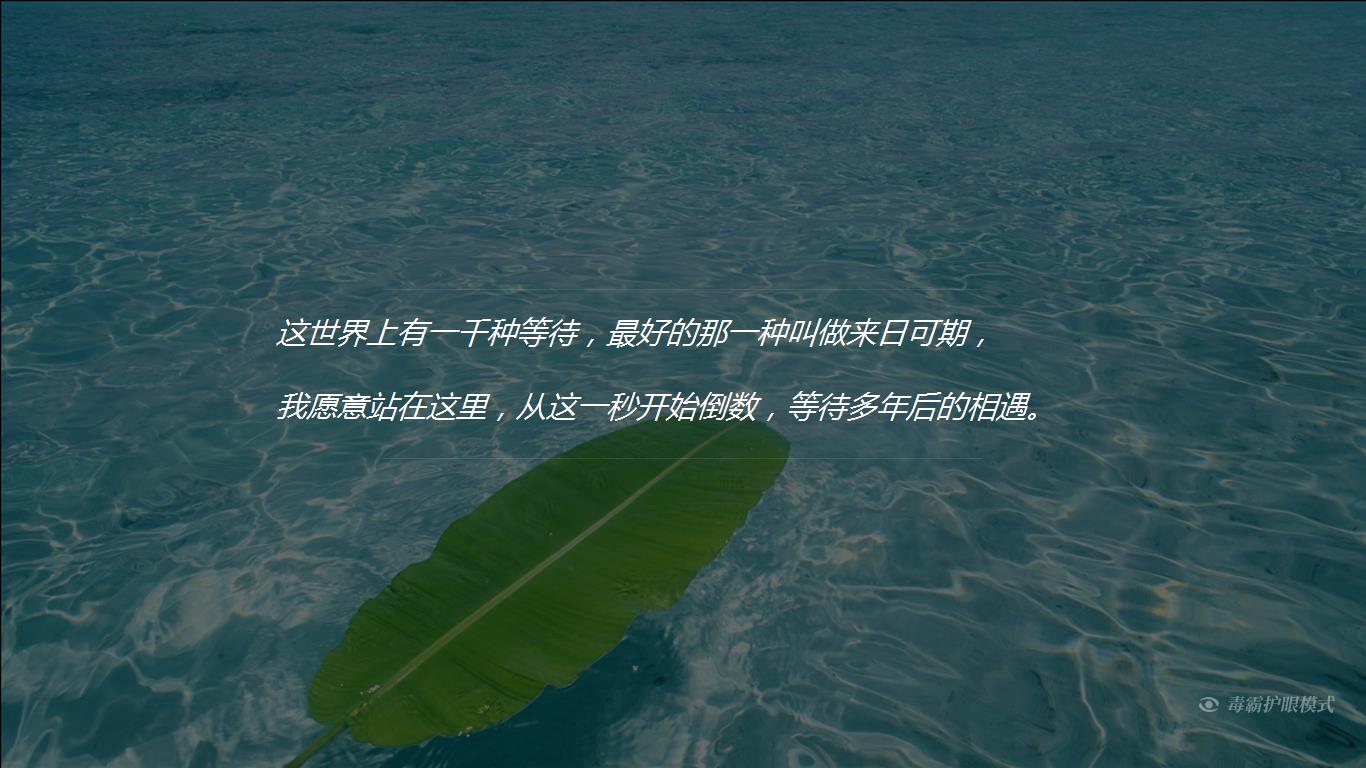 这世界上有一千种等待，最好的那一种叫做来日可期，
我愿意站在这里，从这一秒开始倒数，等待多年后的相遇。
毒霸护眼模式